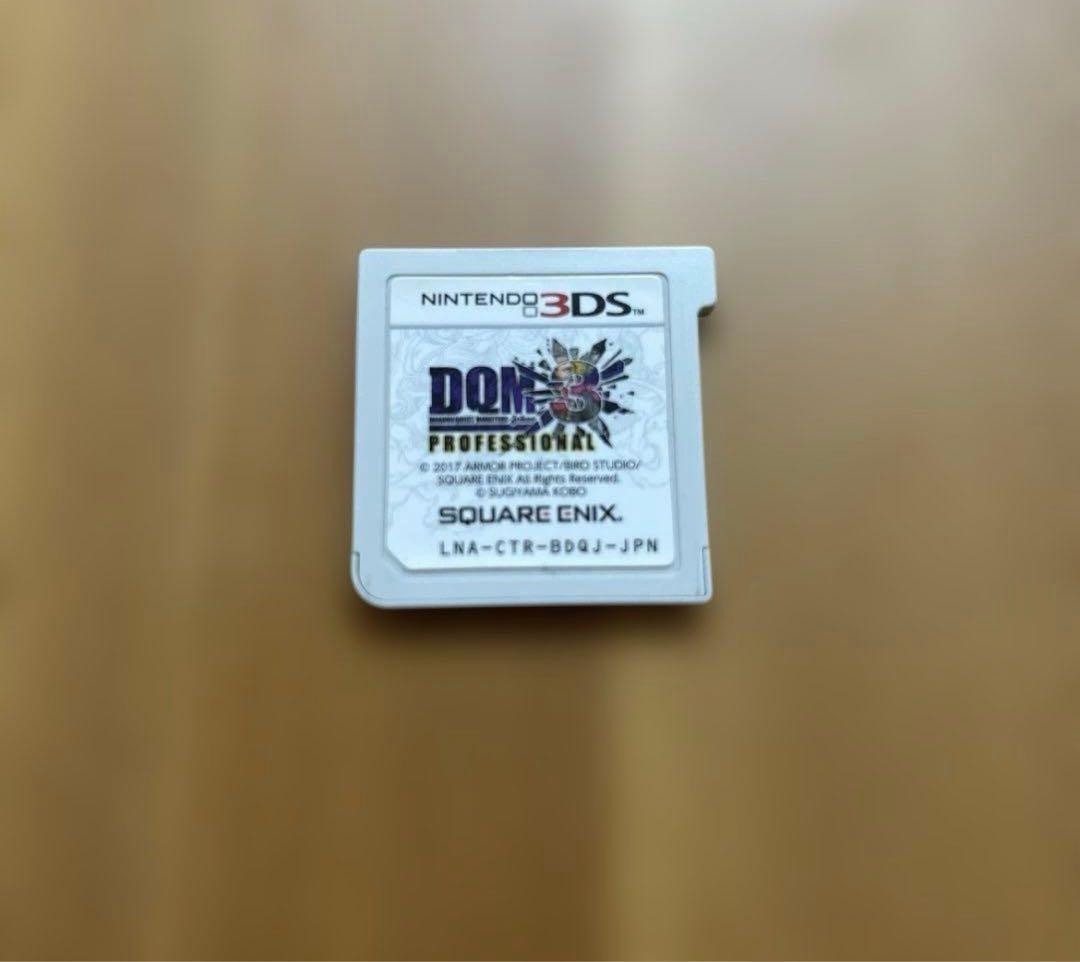 NINTENDO 3DS™
DQM 3
PROFESSIONAL
© 2017 ARMOR PROJECT/BIRD STUDIO/
SQUARE ENIX All Rights Reserved.
© SUGIYAMA KOBO
SQUARE ENIX.
LNA-CTR-BDQJ-JPN